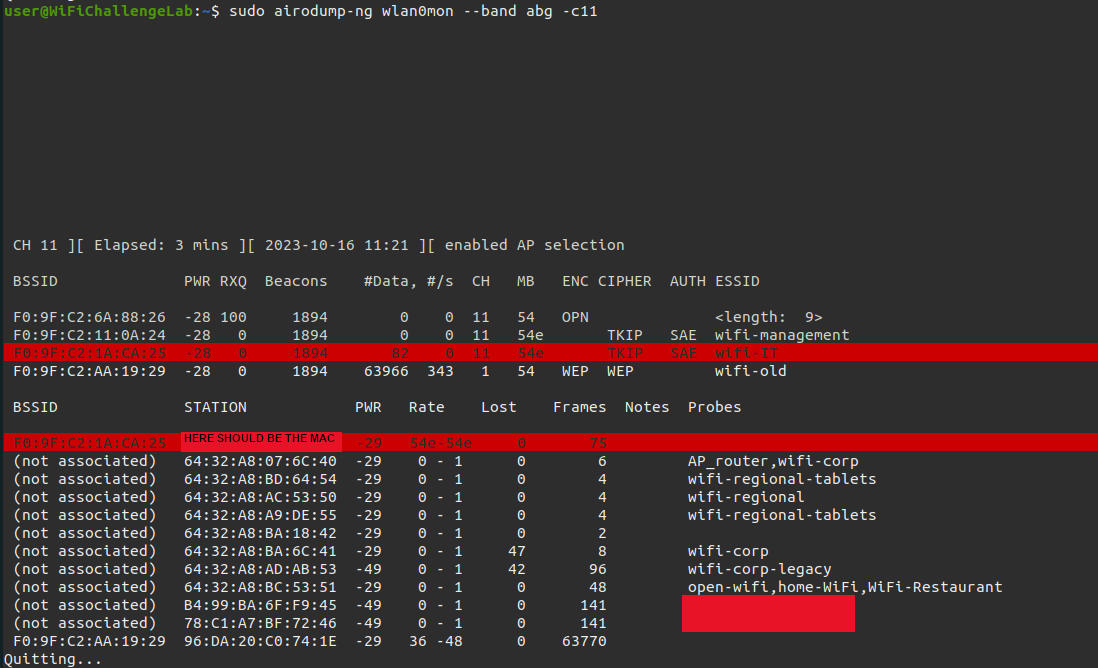 user@WiFiChallengeLab:~$ sudo airodump-ng wlan0mon --band abg -c11
CH 11 ][ Elapsed: 3 mins ][ 2023-10-16 11:21 ][ enabled AP selection
BSSID PWR RXQ Beacons #Data, #/s CH MB ENC CIPHER AUTH ESSID
F0:9F:C2:6A:88:26 -28 100 1894 0 0 11 54 OPN <length: 9>
F0:9F:C2:11:0A:24 -28 0 1894 0 0 11 54e TKIP SAE wifi-management
F0:9F:C2:1A:CA:25 -28 0 1894 82 0 11 54e TKIP SAE wifi-IT
F0:9F:C2:AA:19:29 -28 0 1894 63966 343 1 54 WEP WEP wifi-old
BSSID STATION PWR Rate Lost Frames Notes Probes
F0:9F:C2:1A:CA:25 HERE SHOULD BE THE MAC -29 54e-54e 0 75
(not associated) 64:32:A8:07:6C:40 -29 0 - 1 0 6 AP_router,wifi-corp
(not associated) 64:32:A8:BD:64:54 -29 0 - 1 0 4 wifi-regional-tablets
(not associated) 64:32:A8:AC:53:50 -29 0 - 1 0 4 wifi-regional
(not associated) 64:32:A8:A9:DE:55 -29 0 - 1 0 4 wifi-regional-tablets
(not associated) 64:32:A8:BA:18:42 -29 0 - 1 0 2
(not associated) 64:32:A8:BA:6C:41 -29 0 - 1 47 8 wifi-corp
(not associated) 64:32:A8:AD:AB:53 -49 0 - 1 42 96 wifi-corp-legacy
(not associated) 64:32:A8:BC:53:51 -29 0 - 1 0 48 open-wifi,home-WiFi,WiFi-Restaurant
(not associated) B4:99:BA:6F:F9:45 -49 0 - 1 0 141
(not associated) 78:C1:A7:BF:72:46 -49 0 - 1 0 141
F0:9F:C2:AA:19:29 96:DA:20:C0:74:1E -29 36 -48 0 63770
Quitting...